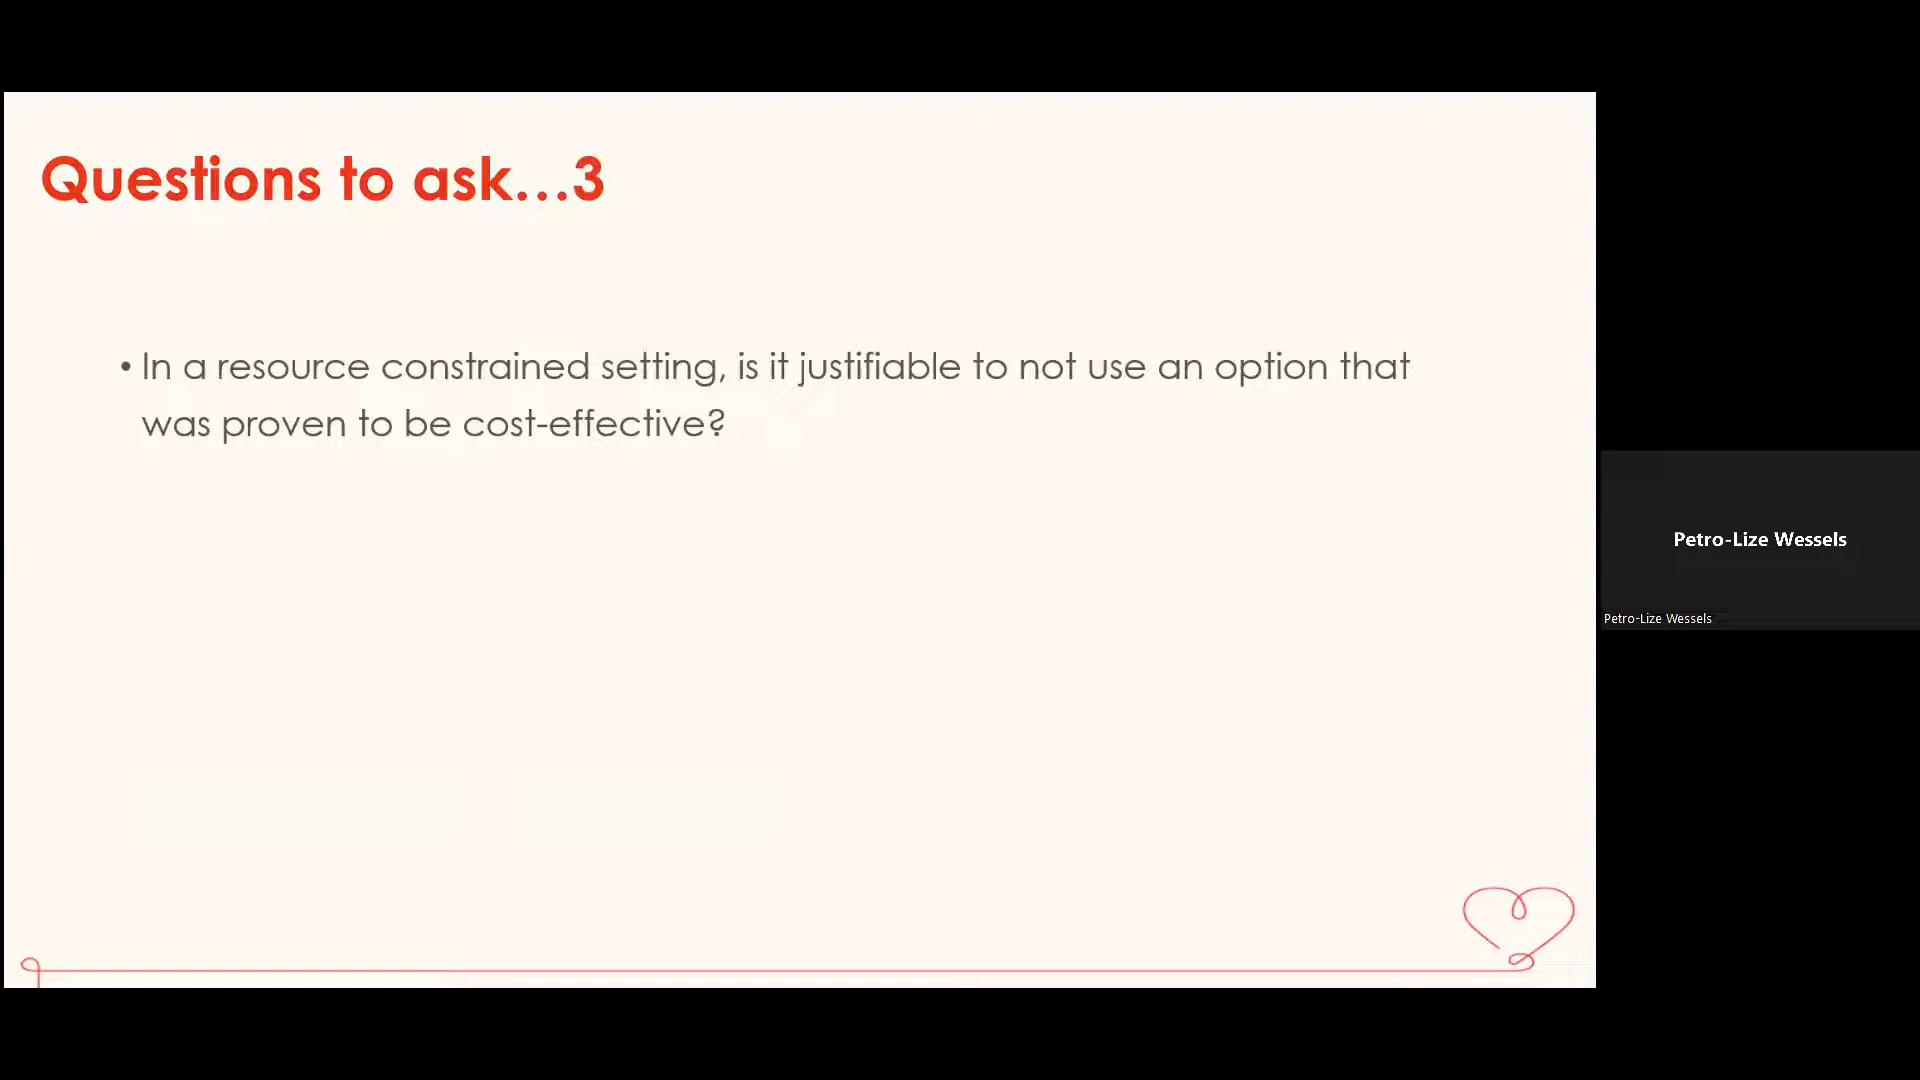 Questions to ask...3
• In a resource constrained setting, is it justifiable to not use an option that
was proven to be cost-effective?
Petro-Lize Wessels
Petro-Lize Wessels